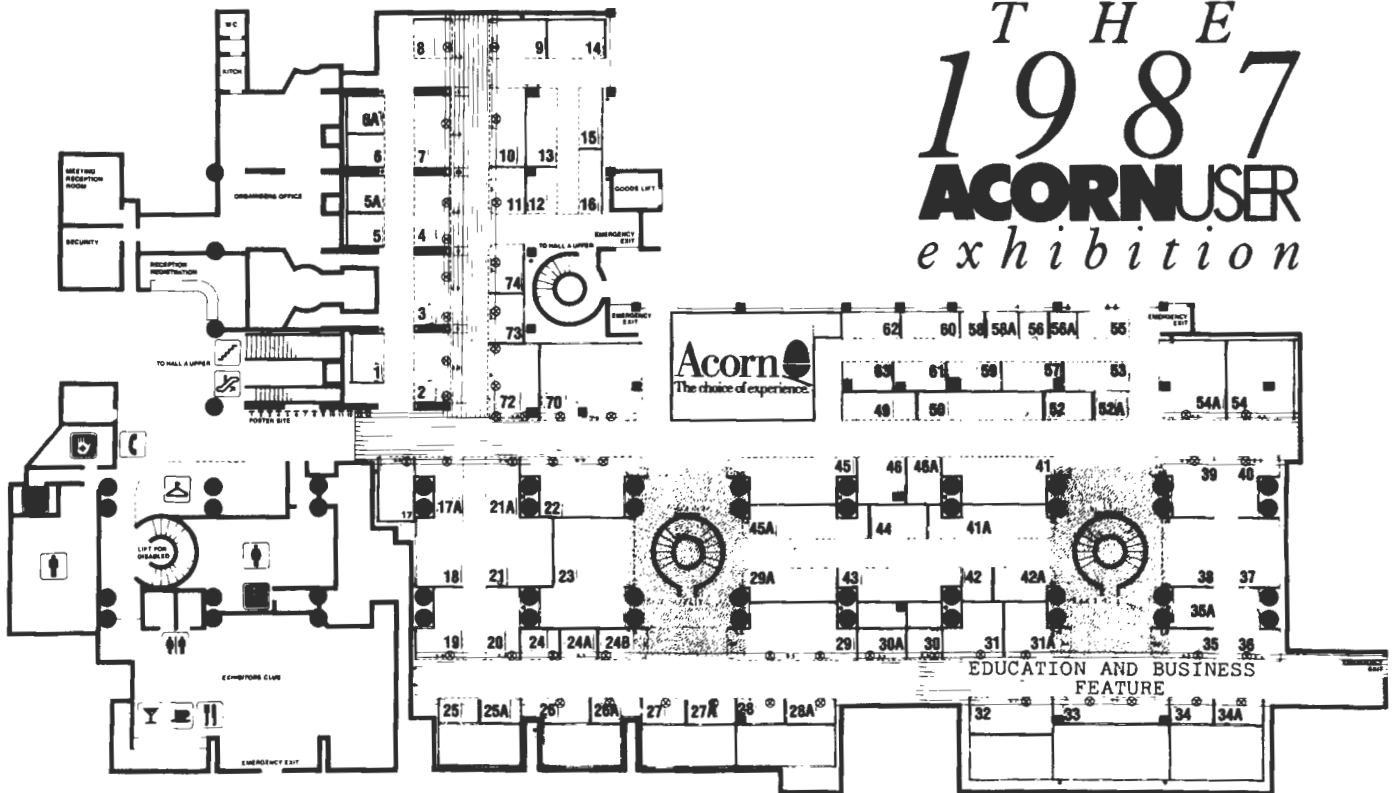 THE
1987
ACORNUSER
exhibition
WC
KITCH
MEETING
RECEPTION
ROOM
SECURITY
ORGANISERS OFFICE
RECEPTION
REGISTRATION
TO HALL A UPPER
POSTER SITE
8
9
14
6A
6
7
10
13
15
5A
5
4
11
12
16
GOODS LIFT
EMERGENCY
EXIT
TO HALL A UPPER
74
3
73
EMERGENCY
EXIT
1
2
72
70
71
Acorn
The choice of experience.
62
60
58
58A
56
56A
55
EMERGENCY
EXIT
63
61
59
57
53
49
50
52
52A
54A
54
17
17A
21A
22
45
46
46A
41
39
40
45A
44
41A
LIFT FOR
DISABLED
18
21
23
29A
43
42
42A
38
37
35A
19
20
24
24A
24B
29
30A
30
31
31A
35
36
EDUCATION AND BUSINESS
FEATURE
EMERGENCY
EXIT
EXHIBITORS CLUB
25
25A
26
26A
27
27A
28
28A
32
33
34
34A
EMERGENCY EXIT